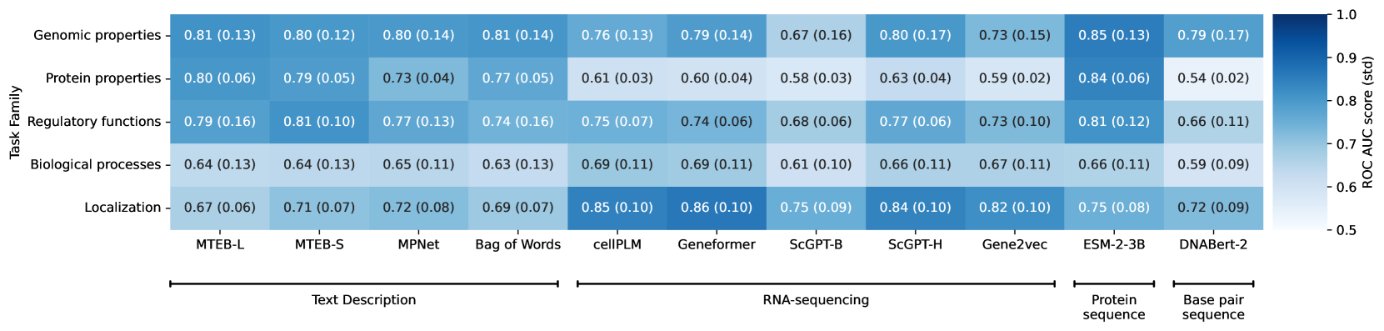 Task Family
Genomic properties 0.81 (0.13) 0.80 (0.12) 0.80 (0.14) 0.81 (0.14) 0.76 (0.13) 0.79 (0.14) 0.67 (0.16) 0.80 (0.17) 0.73 (0.15) 0.85 (0.13) 0.79 (0.17)
Protein properties 0.80 (0.06) 0.79 (0.05) 0.73 (0.04) 0.77 (0.05) 0.61 (0.03) 0.60 (0.04) 0.58 (0.03) 0.63 (0.04) 0.59 (0.02) 0.84 (0.06) 0.54 (0.02)
Regulatory functions 0.79 (0.16) 0.81 (0.10) 0.77 (0.13) 0.74 (0.16) 0.75 (0.07) 0.74 (0.06) 0.68 (0.06) 0.77 (0.06) 0.73 (0.10) 0.81 (0.12) 0.66 (0.11)
Biological processes 0.64 (0.13) 0.64 (0.13) 0.65 (0.11) 0.63 (0.13) 0.69 (0.11) 0.69 (0.11) 0.61 (0.10) 0.66 (0.11) 0.67 (0.11) 0.66 (0.11) 0.59 (0.09)
Localization 0.67 (0.06) 0.71 (0.07) 0.72 (0.08) 0.69 (0.07) 0.85 (0.10) 0.86 (0.10) 0.75 (0.09) 0.84 (0.10) 0.82 (0.10) 0.75 (0.08) 0.72 (0.09)
MTEB-L MTEB-S MPNet Bag of Words cellPLM Geneformer ScGPT-B ScGPT-H Gene2vec ESM-2-3B DNABert-2
Text Description RNA-sequencing Protein Base pair
sequence sequence
1.0
0.9
0.8
0.7
0.6
0.5
ROC AUC score (std)